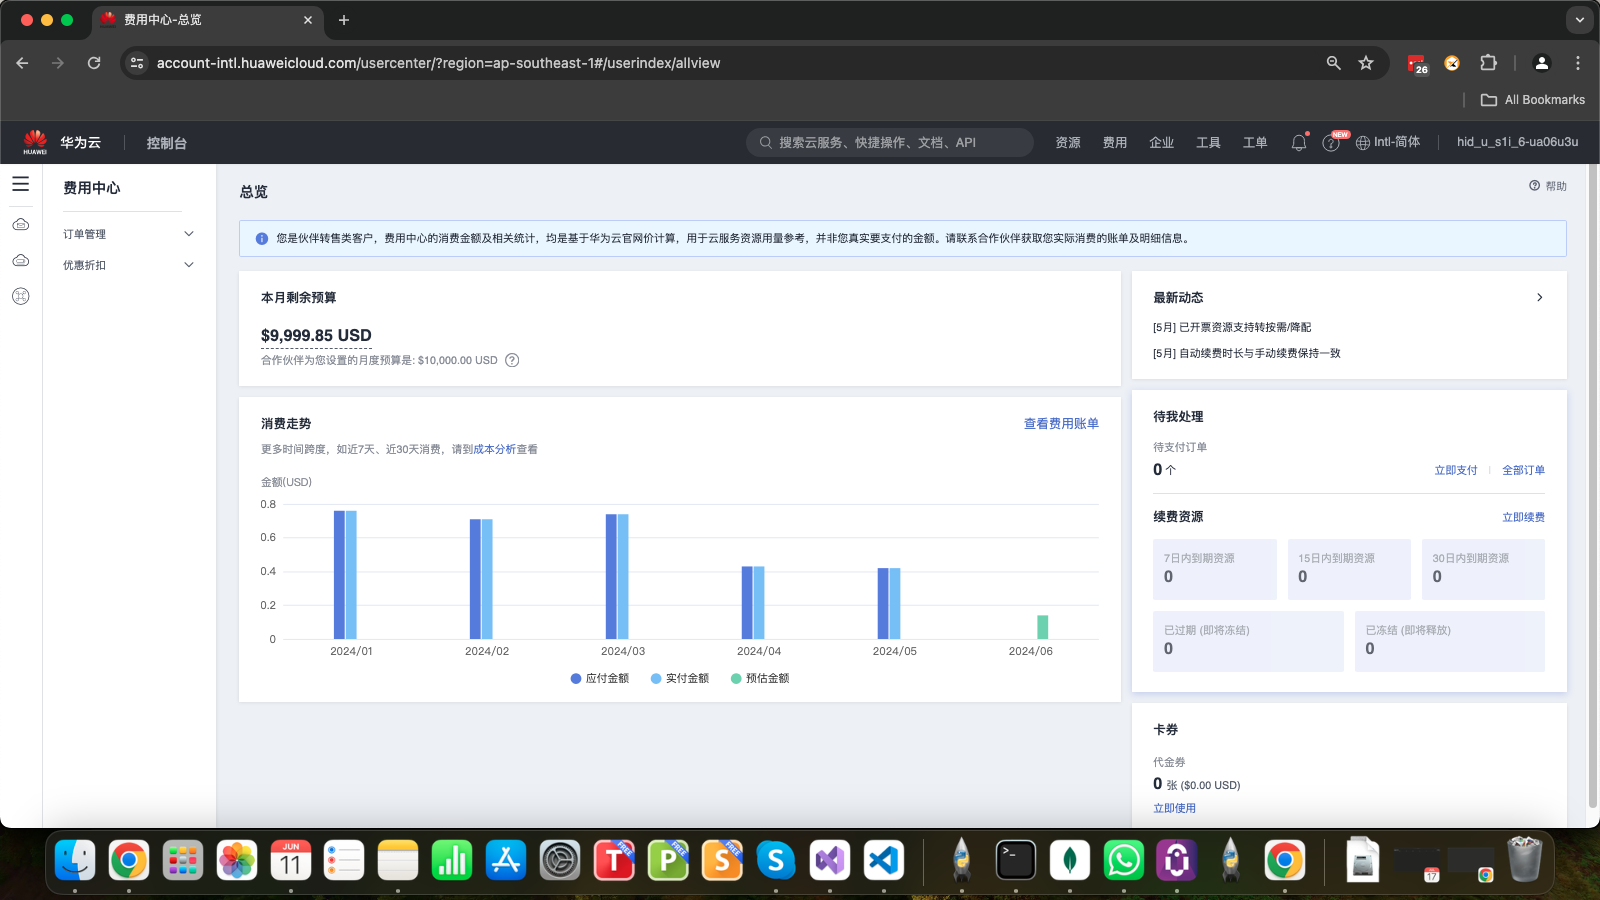 费用中心-总览
account-intl.huaweicloud.com/usercenter/?region=ap-southeast-1#/userindex/allview
26
All Bookmarks
HUAWEI
华为云
控制台
搜索云服务、快捷操作、文档、API
资源
费用
企业
工具
工单
NEW
Intl-简体
hid_u_s1i_6-ua06u3u
费用中心
订单管理
优惠折扣
总览
帮助
您是伙伴转售类客户，费用中心的消费金额及相关统计，均是基于华为云官网价计算，用于云服务资源用量参考，并非您真实要支付的金额。请联系合作伙伴获取您实际消费的账单及明细信息。
本月剩余预算
$9,999.85 USD
合作伙伴为您设置的月度预算是: $10,000.00 USD
最新动态
[5月] 已开票资源支持转按需/降配
[5月] 自动续费时长与手动续费保持一致
消费走势
查看费用账单
更多时间跨度，如近7天、近30天消费，请到成本分析查看
金额(USD)
0.8
0.6
0.4
0.2
0
2024/01
2024/02
2024/03
2024/04
2024/05
2024/06
应付金额
实付金额
预估金额
待我处理
待支付订单
0 个
立即支付
全部订单
续费资源
立即续费
7日内到期资源
0
15日内到期资源
0
30日内到期资源
0
已过期 (即将冻结)
0
已冻结 (即将释放)
0
卡券
代金券
0 张 ($0.00 USD)
立即使用
JUN
11
T
FREE
P
FREE
S
FREE
S
17